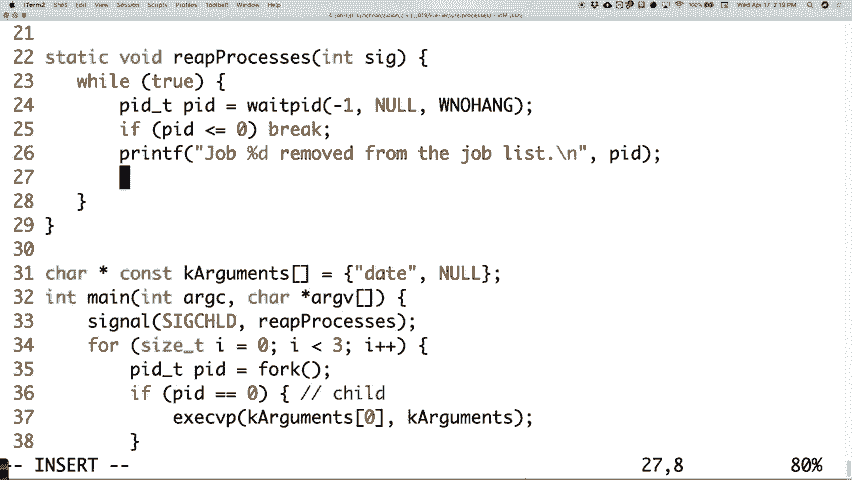 iTerm2 Shell Edit View Session Scripts Profiles Toolbelt Window Help 100% Wed Apr 17 2:19 PM
21
22 static void reapProcesses(int sig) {
23 while (true) {
24 pid_t pid = waitpid(-1, NULL, WNOHANG);
25 if (pid <= 0) break;
26 printf("Job %d removed from the job list.\n", pid);
27
28 }
29 }
30
31 char * const kArguments[] = {"date", NULL};
32 int main(int argc, char *argv[]) {
33 signal(SIGCHLD, reapProcesses);
34 for (size_t i = 0; i < 3; i++) {
35 pid_t pid = fork();
36 if (pid == 0) { // child
37 execvp(kArguments[0], kArguments);
38 }
-- INSERT -- 27,8 80%